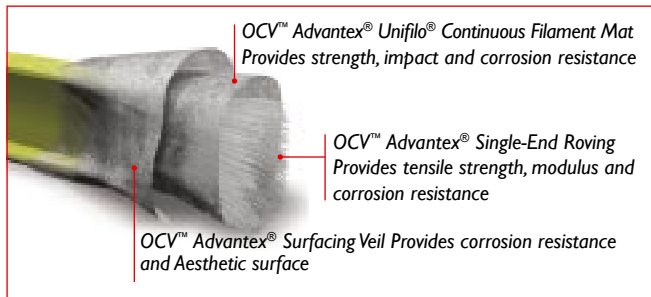 OCV™ Advantex® Unifilo® Continuous Filament Mat
Provides strength, impact and corrosion resistance
OCV™ Advantex® Single-End Roving
Provides tensile strength, modulus and
corrosion resistance
OCV™ Advantex® Surfacing Veil Provides corrosion resistance
and Aesthetic surface